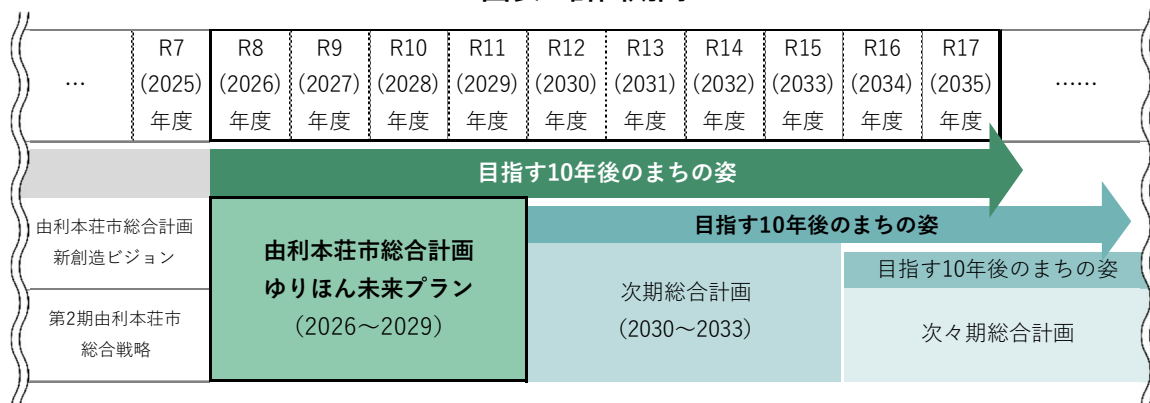 …
R7
(2025)
年度
R8
(2026)
年度
R9
(2027)
年度
R10
(2028)
年度
R11
(2029)
年度
R12
(2030)
年度
R13
(2031)
年度
R14
(2032)
年度
R15
(2033)
年度
R16
(2034)
年度
R17
(2035)
年度
……
目指す10年後のまちの姿
由利本荘市総合計画
新創造ビジョン
第2期由利本荘市
総合戦略
由利本荘市総合計画
ゆりほん未来プラン
(2026～2029)
目指す10年後のまちの姿
次期総合計画
(2030～2033)
目指す10年後のまちの姿
次々期総合計画